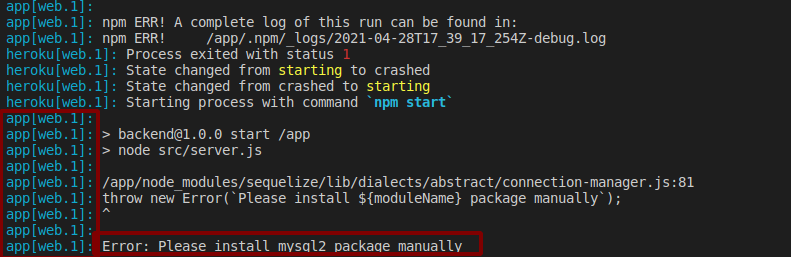 app[web.1]:
app[web.1]: npm ERR! A complete log of this run can be found in:
app[web.1]: npm ERR!     /app/.npm/_logs/2021-04-28T17_39_17_254Z-debug.log
heroku[web.1]: Process exited with status 1
heroku[web.1]: State changed from starting to crashed
heroku[web.1]: State changed from crashed to starting
heroku[web.1]: Starting process with command `npm start`
app[web.1]:
app[web.1]: > backend@1.0.0 start /app
app[web.1]: > node src/server.js
app[web.1]:
app[web.1]: /app/node_modules/sequelize/lib/dialects/abstract/connection-manager.js:81
app[web.1]: throw new Error(`Please install ${moduleName} package manually`);
app[web.1]: ^
app[web.1]:
app[web.1]: Error: Please install mysql2 package manually